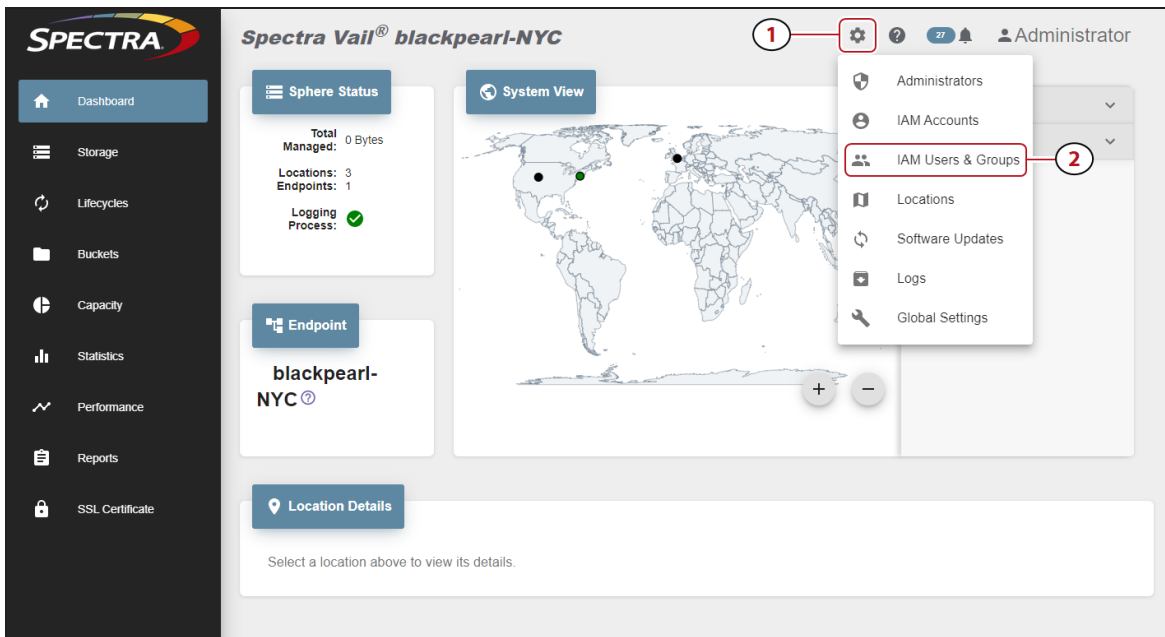 SPECTRA
Spectra Vail® blackpearl-NYC
1
27
Administrator
Dashboard
Storage
Lifecycles
Buckets
Capacity
Statistics
Performance
Reports
SSL Certificate
Sphere Status
Total Managed: 0 Bytes
Locations: 3
Endpoints: 1
Logging
Process:
System View
+
−
Administrators
IAM Accounts
IAM Users & Groups
2
Locations
Software Updates
Logs
Global Settings
Endpoint
blackpearl-
NYC
Location Details
Select a location above to view its details.